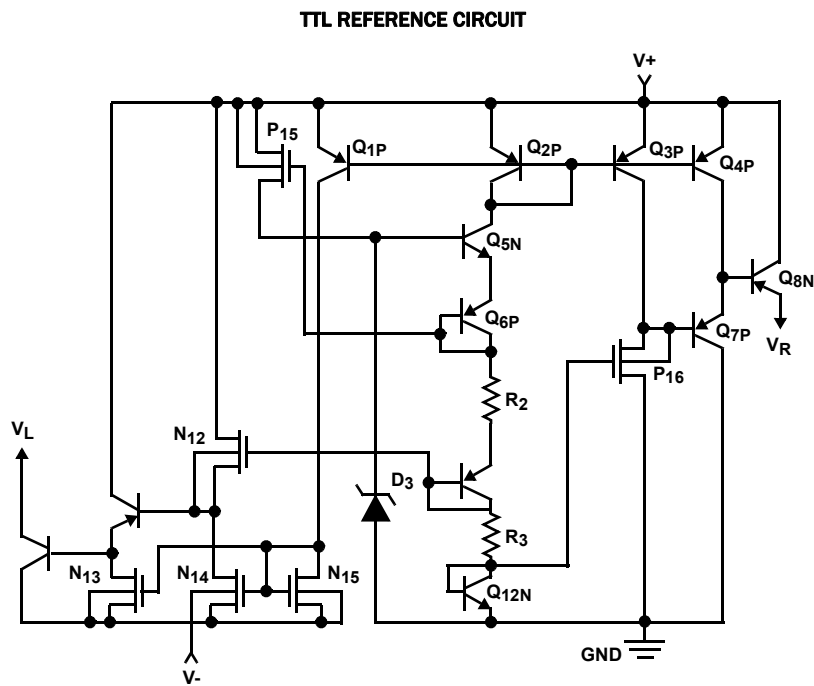 TTL REFERENCE CIRCUIT
V+
P15
Q1P
Q2P
Q3P
Q4P
Q5N
Q8N
Q6P
Q7P
VR
P16
R2
VL
N12
D3
R3
N13
N14
N15
Q12N
GND
V-